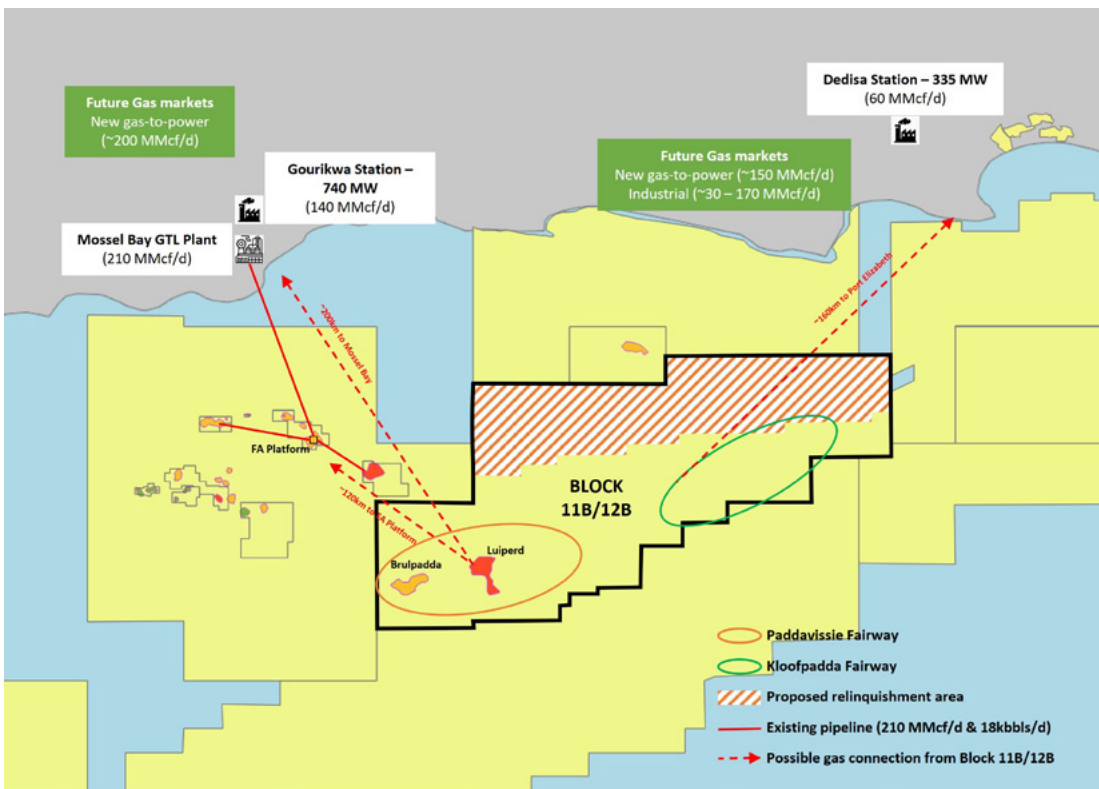 Dedisa Station – 335 MW
(60 MMcf/d)
Future Gas markets
New gas-to-power
(~200 MMcf/d)
Gourikwa Station –
740 MW
(140 MMcf/d)
Future Gas markets
New gas-to-power (~150 MMcf/d)
Industrial (~30 – 170 MMcf/d)
Mossel Bay GTL Plant
(210 MMcf/d)
~200km to Mossel Bay
~160km to Port Elizabeth
FA Platform
~120km to FA Platform
BLOCK
11B/12B
Luiperd
Brulpadda
Paddavissie Fairway
Kloofpadda Fairway
Proposed relinquishment area
Existing pipeline (210 MMcf/d & 18kbbls/d)
Possible gas connection from Block 11B/12B